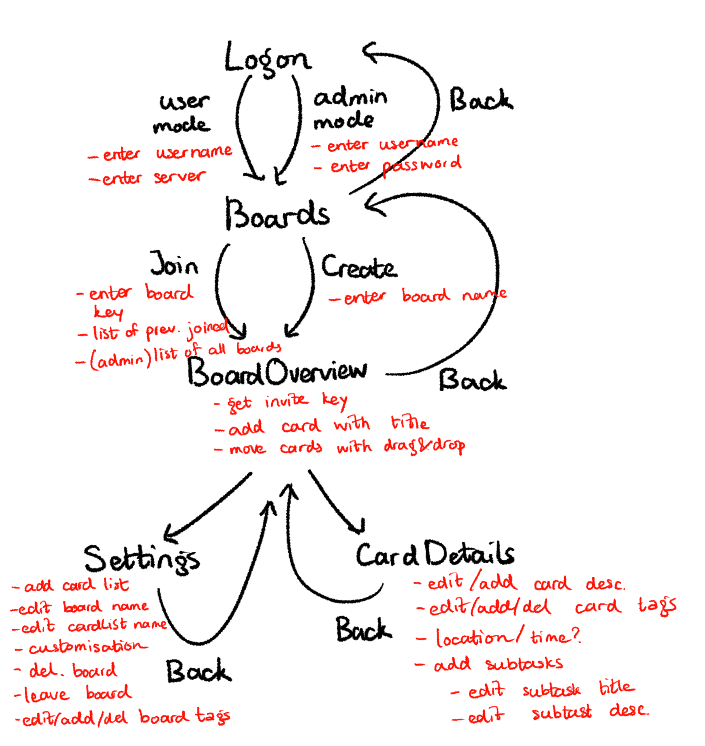 Logon
user
mode
- enter username
- enter server
admin
mode
- enter username
- enter password
Back
Boards
Join
- enter board
key
- list of prev. joined
- (admin) list of all boards
Create
- enter board name
BoardOverview
Back
- get invite key
- add card with title
- move cards with drag&drop
Settings
- add card list
- edit board name
- edit cardList name
- customisation
- del. board
- leave board
- edit/add/del board tags
Back
CardDetails
- edit/add card desc.
- edit/add/del card tags
- location/time?
- add subtasks
- edit subtask title
- edit subtast desc.
Back